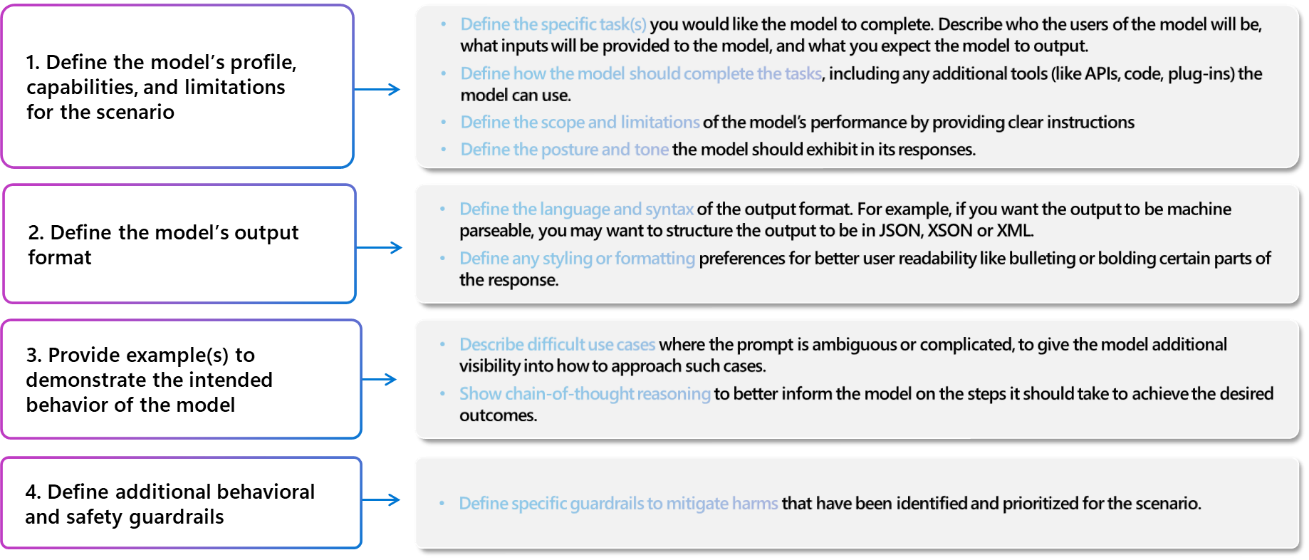 1. Define the model's profile,
capabilities, and limitations
for the scenario
• Define the specific task(s) you would like the model to complete. Describe who the users of the model will be,
what inputs will be provided to the model, and what you expect the model to output.
• Define how the model should complete the tasks, including any additional tools (like APIs, code, plug-ins) the
model can use.
• Define the scope and limitations of the model's performance by providing clear instructions
• Define the posture and tone the model should exhibit in its responses.
2. Define the model's output
format
• Define the language and syntax of the output format. For example, if you want the output to be machine
parseable, you may want to structure the output to be in JSON, XSON or XML.
• Define any styling or formatting preferences for better user readability like bulleting or bolding certain parts of
the response.
3. Provide example(s) to
demonstrate the intended
behavior of the model
• Describe difficult use cases where the prompt is ambiguous or complicated, to give the model additional
visibility into how to approach such cases.
• Show chain-of-thought reasoning to better inform the model on the steps it should take to achieve the desired
outcomes.
4. Define additional behavioral
and safety guardrails
• Define specific guardrails to mitigate harms that have been identified and prioritized for the scenario.